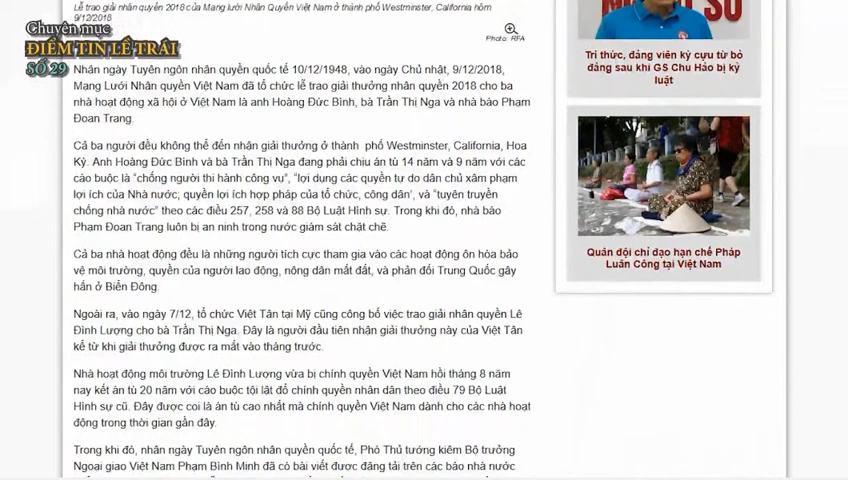 Lễ trao giải nhân quyền 2018 của Mạng lưới Nhân Quyền Việt Nam ở thành phố Westminster, California hôm
9/12/2018
Photo: RFA
Chuyên mục
ĐIỂM TIN LỀ TRÁI
SỐ 29
Nhân ngày Tuyên ngôn nhân quyền quốc tế 10/12/1948, vào ngày Chủ nhật, 9/12/2018,
Mạng Lưới Nhân quyền Việt Nam đã tổ chức lễ trao giải thưởng nhân quyền 2018 cho ba
nhà hoạt động xã hội ở Việt Nam là anh Hoàng Đức Bình, bà Trần Thị Nga và nhà báo Phạm
Đoan Trang.
Cả ba người đều không thể đến nhận giải thưởng ở thành phố Westminster, California, Hoa
Kỳ. Anh Hoàng Đức Bình và bà Trần Thị Nga đang phải chịu án tù 14 năm và 9 năm với các
cáo buộc là “chống người thi hành công vụ”, “lợi dụng các quyền tự do dân chủ xâm phạm
lợi ích của Nhà nước, quyền lợi ích hợp pháp của tổ chức, công dân’, và “tuyên truyền
chống nhà nước” theo các điều 257, 258 và 88 Bộ Luật Hình sự. Trong khi đó, nhà báo
Phạm Đoan Trang luôn bị an ninh trong nước giám sát chặt chẽ.
Cả ba nhà hoạt động đều là những người tích cực tham gia vào các hoạt động ôn hòa bảo
vệ môi trường, quyền của người lao động, nông dân mất đất, và phản đối Trung Quốc gây
hấn ở Biển Đông.
Ngoài ra, vào ngày 7/12, tổ chức Việt Tân tại Mỹ cũng công bố việc trao giải nhân quyền Lê
Đình Lượng cho bà Trần Thị Nga. Đây là người đầu tiên nhận giải thưởng này của Việt Tân
kể từ khi giải thưởng được ra mắt vào tháng trước.
Nhà hoạt động môi trường Lê Đình Lượng vừa bị chính quyền Việt Nam hồi tháng 8 năm
nay kết án tù 20 năm với cáo buộc tội lật đổ chính quyền nhân dân theo điều 79 Bộ Luật
Hình sự cũ. Đây được coi là án tù cao nhất mà chính quyền Việt Nam dành cho các nhà hoạt
động trong thời gian gần đây.
Trong khi đó, nhân ngày Tuyên ngôn nhân quyền quốc tế, Phó Thủ tướng kiêm Bộ trưởng
Ngoại giao Việt Nam Phạm Bình Minh đã có bài viết được đăng tải trên các báo nhà nước
Trí thức, đảng viên kỳ cựu từ bỏ
đảng sau khi GS Chu Hảo bị kỷ
luật
Quân đội chỉ đạo hạn chế Pháp
Luân Công tại Việt Nam